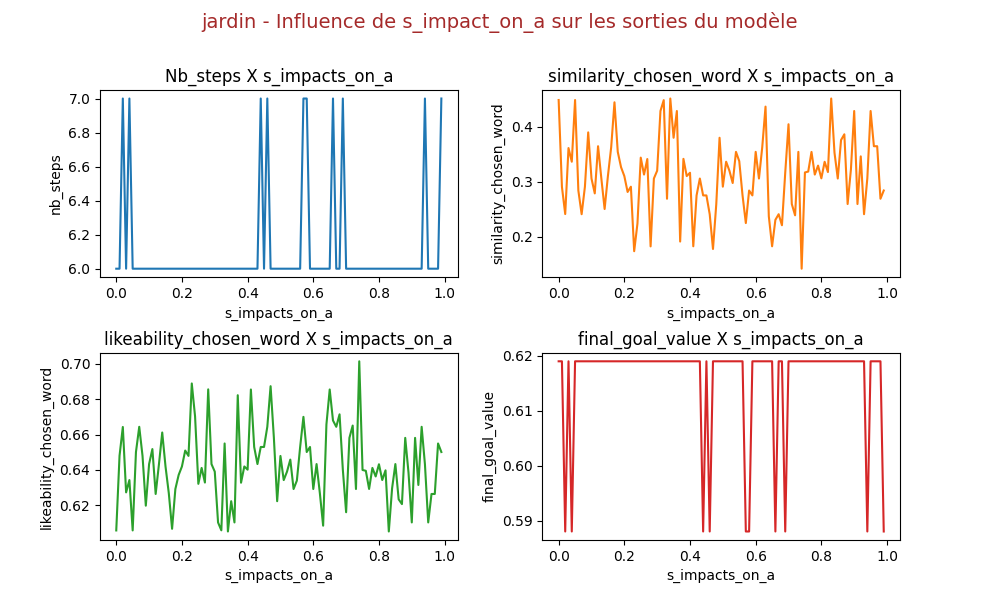 jardin - Influence de s_impact_on_a sur les sorties du modèle
Nb_steps X s_impacts_on_a
7.0
6.8
6.6
6.4
6.2
6.0
nb_steps
0.0 0.2 0.4 0.6 0.8 1.0
s_impacts_on_a
similarity_chosen_word X s_impacts_on_a
0.4
0.3
0.2
similarity_chosen_word
0.0 0.2 0.4 0.6 0.8 1.0
s_impacts_on_a
likeability_chosen_word X s_impacts_on_a
0.70
0.68
0.66
0.64
0.62
likeability_chosen_word
0.0 0.2 0.4 0.6 0.8 1.0
s_impacts_on_a
final_goal_value X s_impacts_on_a
0.62
0.61
0.60
0.59
final_goal_value
0.0 0.2 0.4 0.6 0.8 1.0
s_impacts_on_a